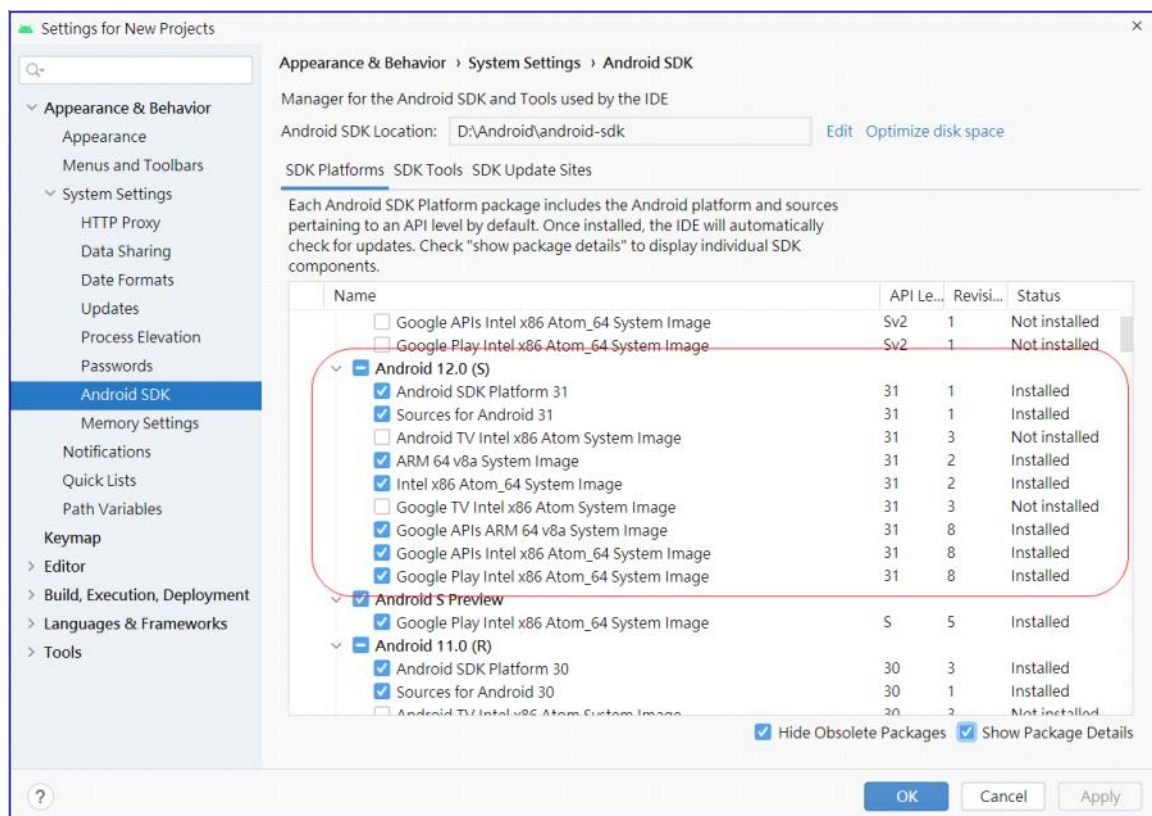 Settings for New Projects
Appearance & Behavior
Appearance
Menus and Toolbars
System Settings
HTTP Proxy
Data Sharing
Date Formats
Updates
Process Elevation
Passwords
Android SDK
Memory Settings
Notifications
Quick Lists
Path Variables
Keymap
Editor
Build, Execution, Deployment
Languages & Frameworks
Tools
Appearance & Behavior › System Settings › Android SDK
Manager for the Android SDK and Tools used by the IDE
Android SDK Location: D:\Android\android-sdk Edit Optimize disk space
SDK Platforms SDK Tools SDK Update Sites
Each Android SDK Platform package includes the Android platform and sources
pertaining to an API level by default. Once installed, the IDE will automatically
check for updates. Check "show package details" to display individual SDK
components.
Name API Le... Revisi... Status
Google APIs Intel x86 Atom_64 System Image Sv2 1 Not installed
Google Play Intel x86 Atom_64 System Image Sv2 1 Not installed
Android 12.0 (S)
Android SDK Platform 31 31 1 Installed
Sources for Android 31 31 1 Installed
Android TV Intel x86 Atom System Image 31 3 Not installed
ARM 64 v8a System Image 31 2 Installed
Intel x86 Atom_64 System Image 31 2 Installed
Google TV Intel x86 Atom System Image 31 3 Not installed
Google APIs ARM 64 v8a System Image 31 8 Installed
Google APIs Intel x86 Atom_64 System Image 31 8 Installed
Google Play Intel x86 Atom_64 System Image 31 8 Installed
Android S Preview
Google Play Intel x86 Atom_64 System Image S 5 Installed
Android 11.0 (R)
Android SDK Platform 30 30 3 Installed
Sources for Android 30 30 1 Installed
Android TV Intel x86 Atom System Image 30 3 Not installed
Hide Obsolete Packages Show Package Details
? OK Cancel Apply